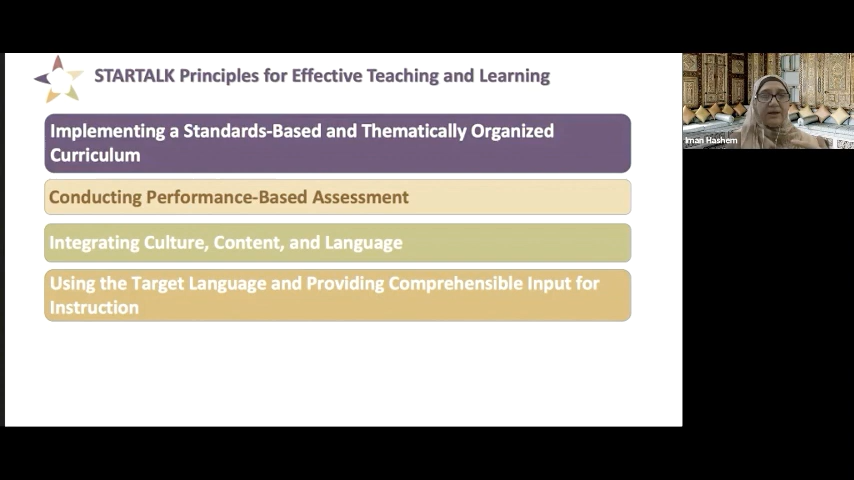 STARTALK Principles for Effective Teaching and Learning
Implementing a Standards-Based and Thematically Organized
Curriculum
Conducting Performance-Based Assessment
Integrating Culture, Content, and Language
Using the Target Language and Providing Comprehensible Input for
Instruction
Iman Hashem